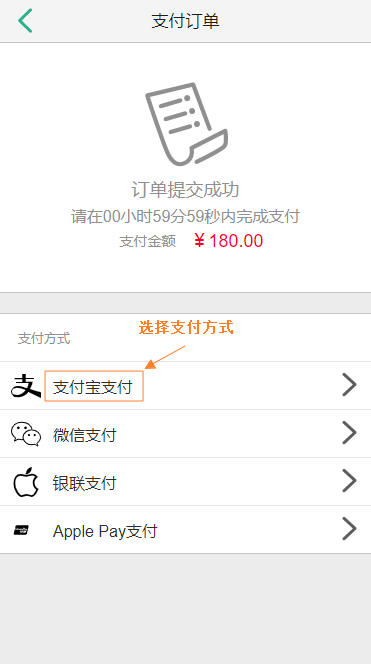 支付订单
订单提交成功
请在00小时59分59秒内完成支付
支付金额 ¥ 180.00
选择支付方式
支付方式
支付宝支付
微信支付
银联支付
Apple Pay支付